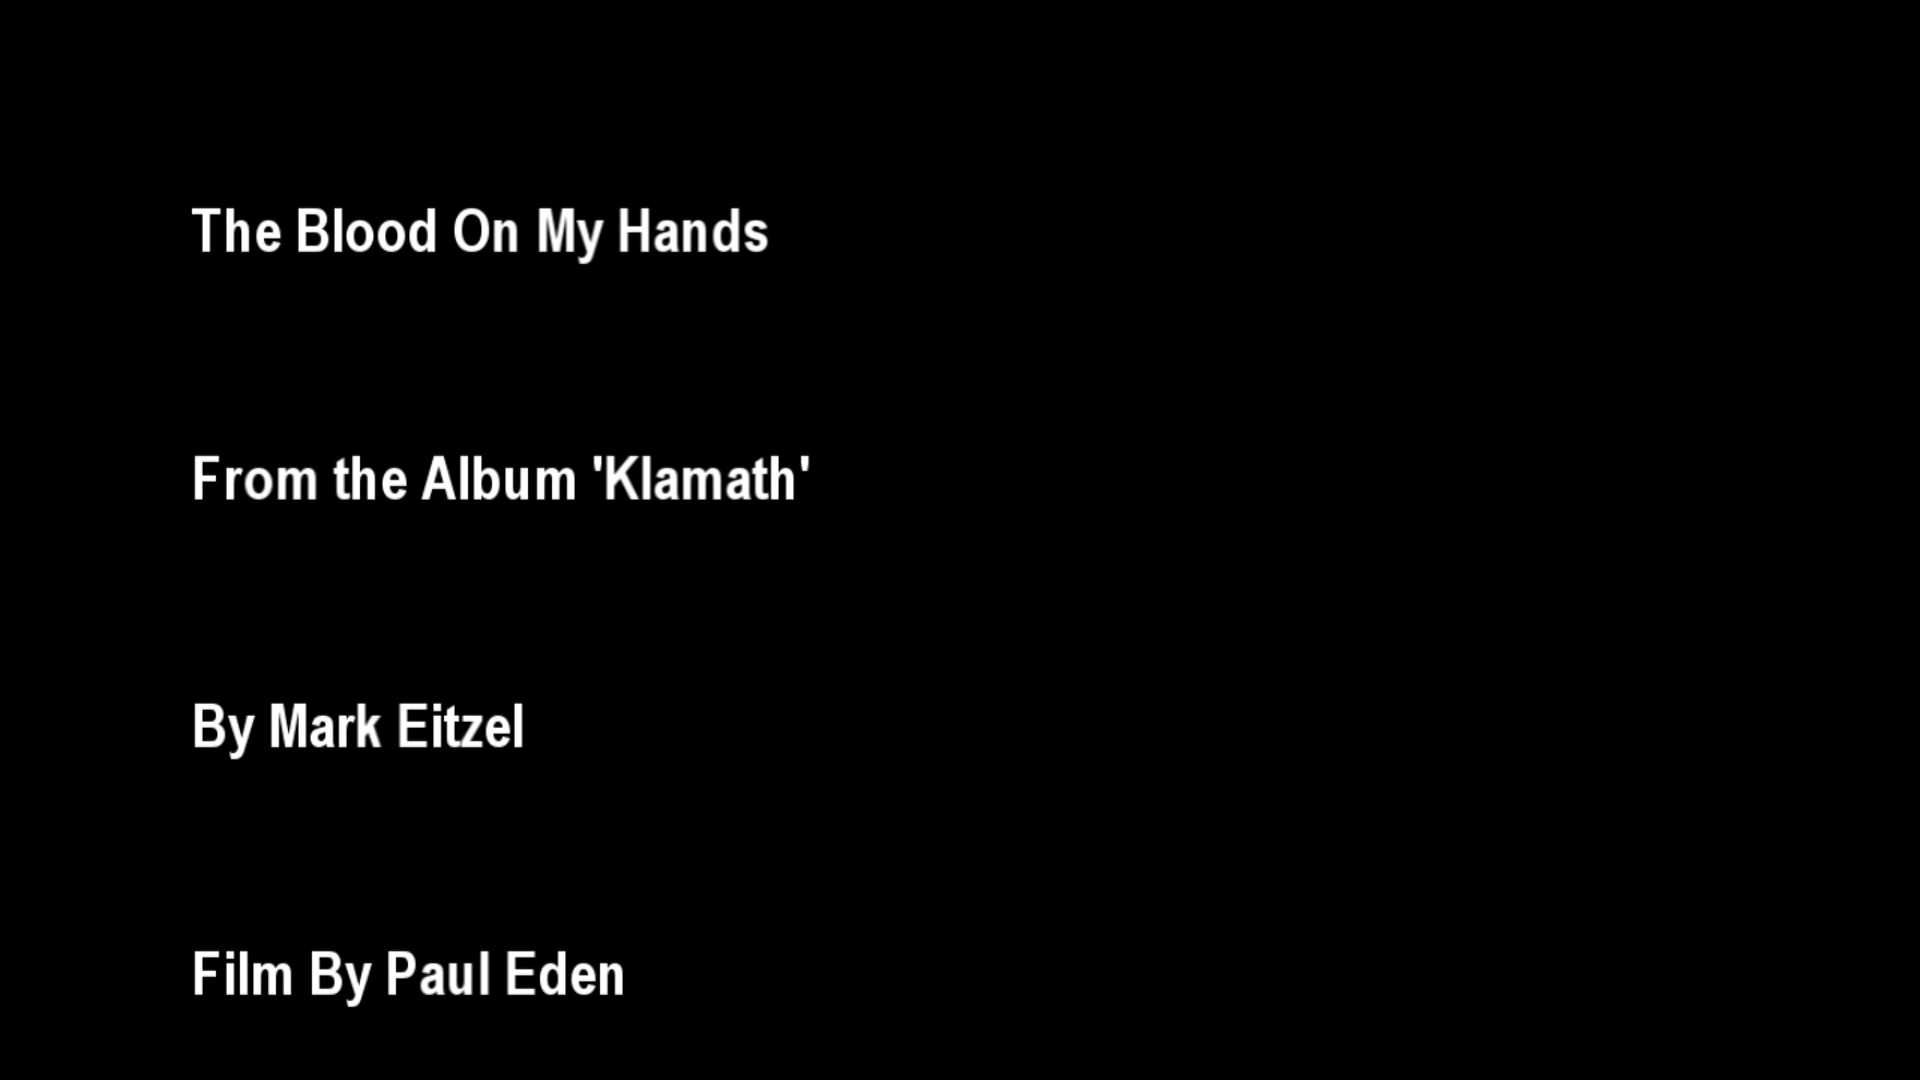 The Blood On My Hands
From the Album 'Klamath'
By Mark Eitzel
Film By Paul Eden